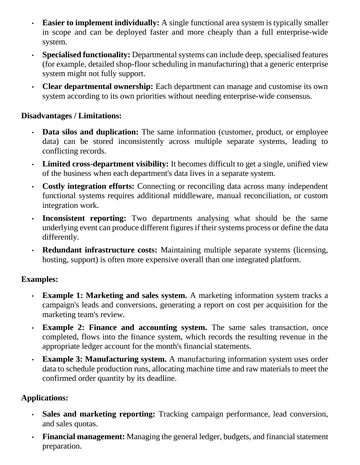 • Easier to implement individually: A single functional area system is typically smaller
in scope and can be deployed faster and more cheaply than a full enterprise-wide
system.
• Specialised functionality: Departmental systems can include deep, specialised features
(for example, detailed shop-floor scheduling in manufacturing) that a generic enterprise
system might not fully support.
• Clear departmental ownership: Each department can manage and customise its own
system according to its own priorities without needing enterprise-wide consensus.
Disadvantages / Limitations:
• Data silos and duplication: The same information (customer, product, or employee
data) can be stored inconsistently across multiple separate systems, leading to
conflicting records.
• Limited cross-department visibility: It becomes difficult to get a single, unified view
of the business when each department's data lives in a separate system.
• Costly integration efforts: Connecting or reconciling data across many independent
functional systems requires additional middleware, manual reconciliation, or custom
integration work.
• Inconsistent reporting: Two departments analysing what should be the same
underlying event can produce different figures if their systems process or define the data
differently.
• Redundant infrastructure costs: Maintaining multiple separate systems (licensing,
hosting, support) is often more expensive overall than one integrated platform.
Examples:
• Example 1: Marketing and sales system. A marketing information system tracks a
campaign's leads and conversions, generating a report on cost per acquisition for the
marketing team's review.
• Example 2: Finance and accounting system. The same sales transaction, once
completed, flows into the finance system, which records the resulting revenue in the
appropriate ledger account for the month's financial statements.
• Example 3: Manufacturing system. A manufacturing information system uses order
data to schedule production runs, allocating machine time and raw materials to meet the
confirmed order quantity by its deadline.
Applications:
• Sales and marketing reporting: Tracking campaign performance, lead conversion,
and sales quotas.
• Financial management: Managing the general ledger, budgets, and financial statement
preparation.